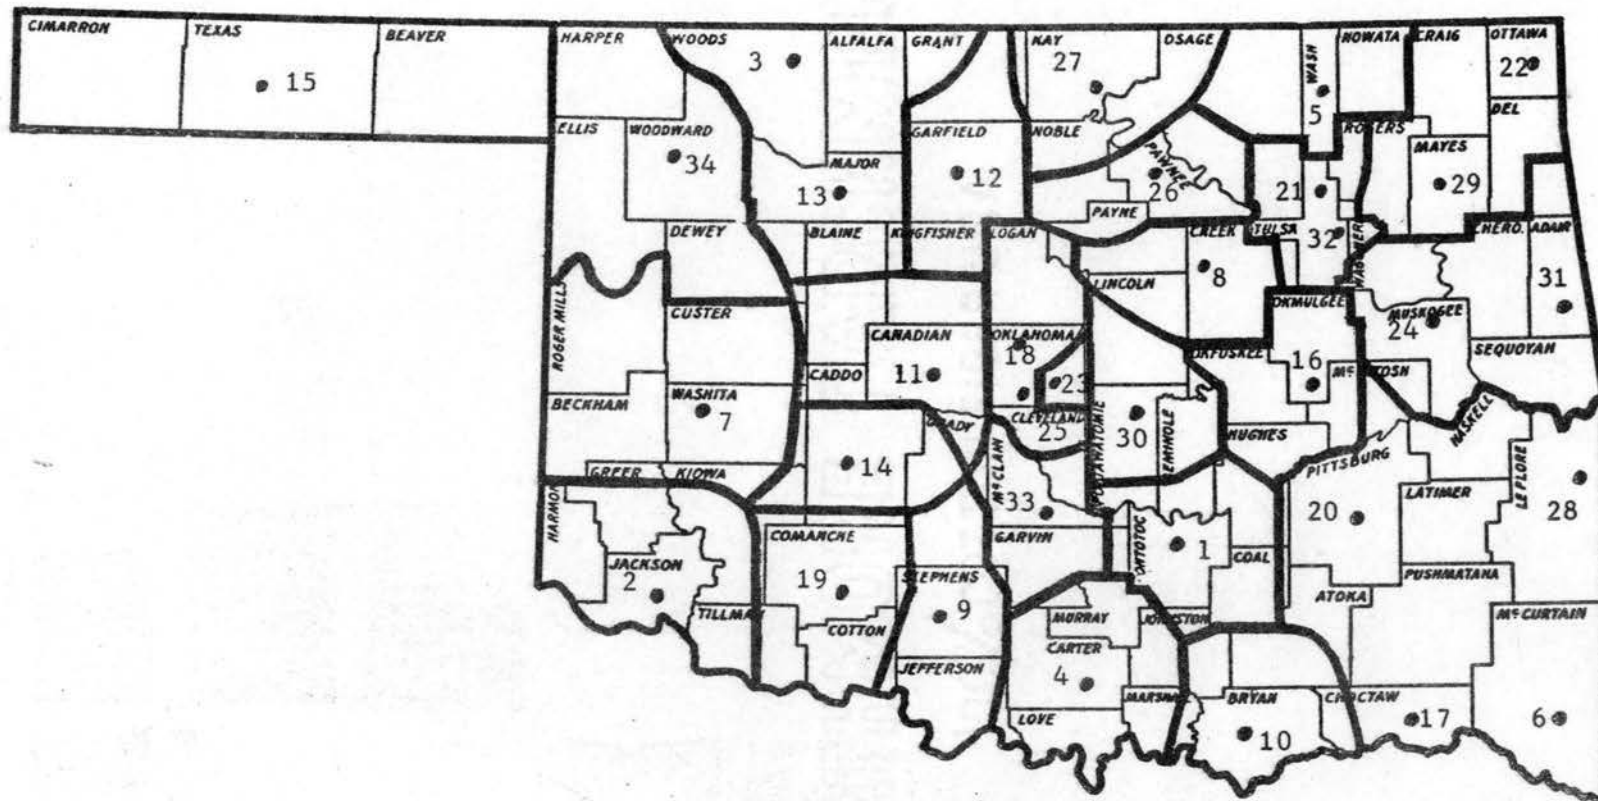 CIMARRON
TEXAS
BEAVER
HARPER
WOODS
ALFALFA
GRANT
KAY
OSAGE
WASH
NOWATA
CRAIG
OTTAWA
3
27
22
15
5
DEL
ELLIS
WOODWARD
GARFIELD
NOBLE
ROGERS
MAYES
34
MAJOR
PAWNEE
13
12
26
21
29
PAYNE
DEWEY
BLAINE
KINGFISHER
LOGAN
CREEK
TULSA
32
WAGONER
CHERO.
ADAIR
8
31
LINCOLN
ROGER MILLS
CUSTER
OKMULGEE
MUSKOGEE
24
CANADIAN
OKLAHOMA
18
OKFUSKEE
SEQUOYAH
CADDO
11
23
16
McINTOSH
BECKHAM
WASHITA
7
GRADY
CLEVELAND
25
POTTAWATOMIE
30
SEMINOLE
HUGHES
HASKELL
GREER
KIOWA
14
McCLAIN
PITTSBURG
LATIMER
LE FLORE
28
HARMON
33
20
COMANCHE
GARVIN
PONTOTOC
1
COAL
JACKSON
2
19
STEPHENS
9
ATOKA
PUSHMATAHA
TILLMAN
COTTON
MURRAY
JOHNSTON
McCURTAIN
CARTER
4
JEFFERSON
MARSHALL
BRYAN
CHOCTAW
17
6
LOVE
10